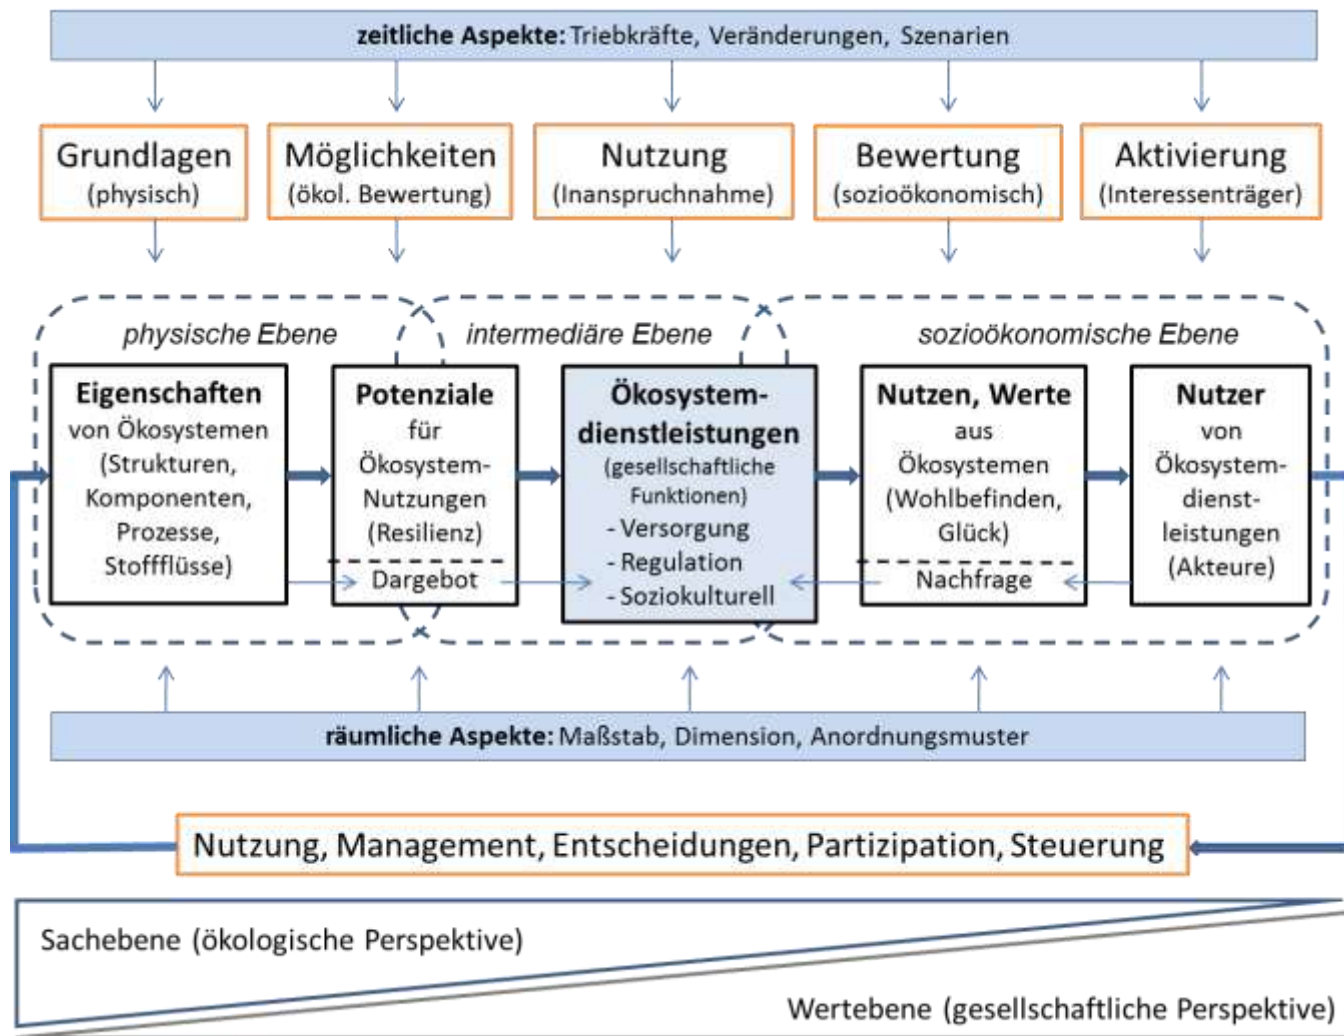 zeitliche Aspekte: Triebkräfte, Veränderungen, Szenarien
Grundlagen
(physisch)
Möglichkeiten
(ökol. Bewertung)
Nutzung
(Inanspruchnahme)
Bewertung
(sozioökonomisch)
Aktivierung
(Interessenträger)
physische Ebene
intermediäre Ebene
sozioökonomische Ebene
Eigenschaften
von Ökosystemen
(Strukturen,
Komponenten,
Prozesse,
Stoffflüsse)
Potenziale
für
Ökosystem-
Nutzungen
(Resilienz)
Dargebot
Ökosystem-
dienstleistungen
(gesellschaftliche
Funktionen)
- Versorgung
- Regulation
- Soziokulturell
Nutzen, Werte
aus
Ökosystemen
(Wohlbefinden,
Glück)
Nachfrage
Nutzer
von
Ökosystem-
dienst-
leistungen
(Akteure)
räumliche Aspekte: Maßstab, Dimension, Anordnungsmuster
Nutzung, Management, Entscheidungen, Partizipation, Steuerung
Sachebene (ökologische Perspektive)
Wertebene (gesellschaftliche Perspektive)